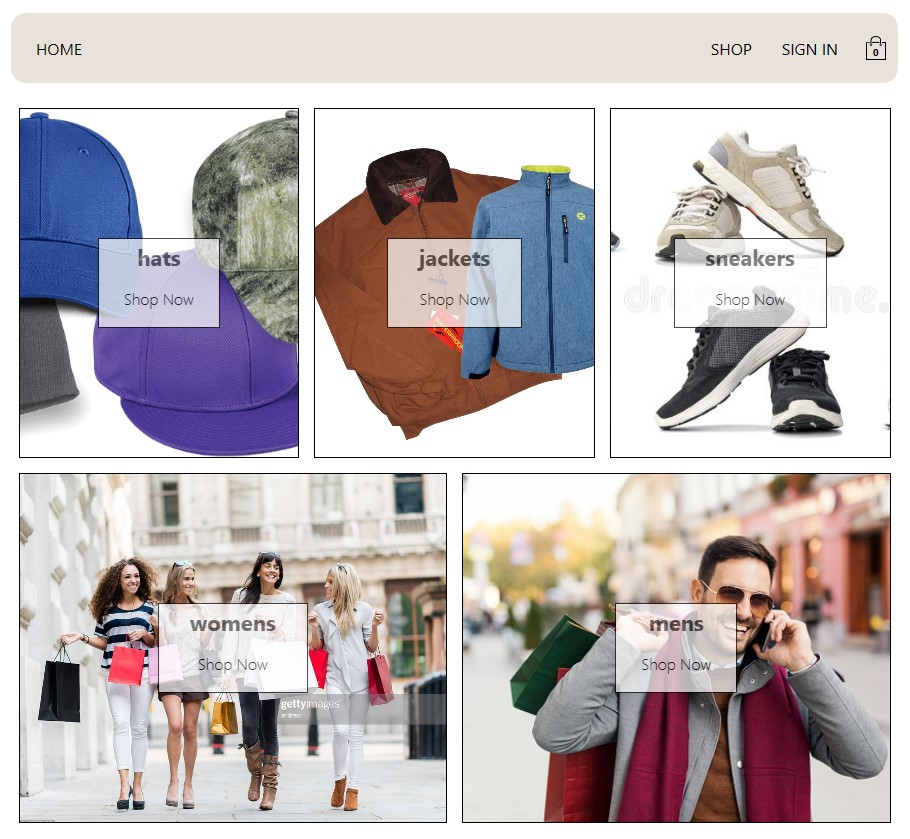 HOME
SHOP
SIGN IN
0
hats
Shop Now
jackets
Shop Now
sneakers
Shop Now
womens
Shop Now
gettyimages
andresr
mens
Shop Now